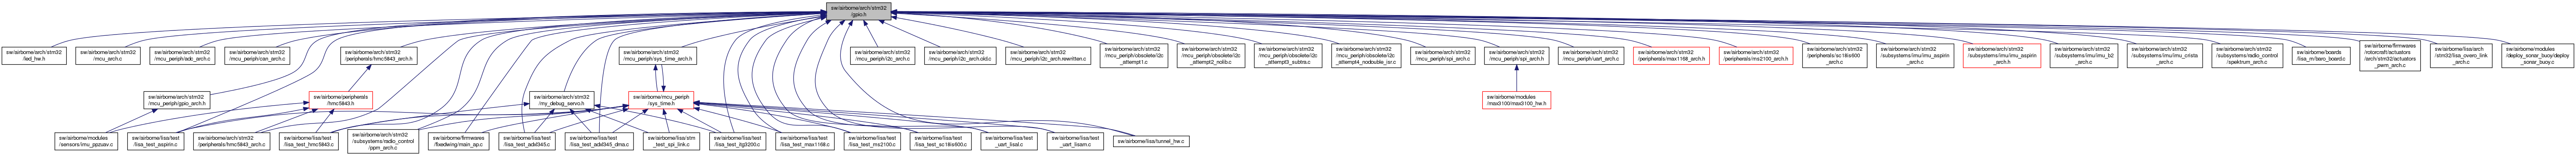 sw/airborne/arch/stm32
/gpio.h
sw/airborne/arch/stm32
/led_hw.h
sw/airborne/arch/stm32
/mcu_arch.c
sw/airborne/arch/stm32
/mcu_periph/adc_arch.c
sw/airborne/arch/stm32
/mcu_periph/can_arch.c
sw/airborne/arch/stm32
/peripherals/hmc5843_arch.h
sw/airborne/arch/stm32
/mcu_periph/sys_time_arch.h
sw/airborne/arch/stm32
/mcu_periph/i2c_arch.c
sw/airborne/arch/stm32
/mcu_periph/i2c_arch.old.c
sw/airborne/arch/stm32
/mcu_periph/i2c_arch.rewritten.c
sw/airborne/arch/stm32
/mcu_periph/obsolete/i2c
_attempt1.c
sw/airborne/arch/stm32
/mcu_periph/obsolete/i2c
_attempt2_nolib.c
sw/airborne/arch/stm32
/mcu_periph/obsolete/i2c
_attempt3_subtra.c
sw/airborne/arch/stm32
/mcu_periph/obsolete/i2c
_attempt4_nodouble_isr.c
sw/airborne/arch/stm32
/mcu_periph/spi_arch.c
sw/airborne/arch/stm32
/mcu_periph/spi_arch.h
sw/airborne/arch/stm32
/mcu_periph/uart_arch.c
sw/airborne/arch/stm32
/peripherals/max1168_arch.h
sw/airborne/arch/stm32
/peripherals/ms2100_arch.h
sw/airborne/arch/stm32
/peripherals/sc18is600
_arch.c
sw/airborne/arch/stm32
/subsystems/imu/imu_aspirin
_arch.c
sw/airborne/arch/stm32
/subsystems/imu/imu_aspirin
_arch.h
sw/airborne/arch/stm32
/subsystems/imu/imu_b2
_arch.c
sw/airborne/arch/stm32
/subsystems/imu/imu_crista
_arch.c
sw/airborne/arch/stm32
/subsystems/radio_control
/spektrum_arch.c
sw/airborne/boards
/lisa_m/baro_board.c
sw/airborne/firmwares
/rotorcraft/actuators
/arch/stm32/actuators
_pwm_arch.c
sw/airborne/lisa/arch
/stm32/lisa_overo_link
_arch.c
sw/airborne/modules
/deploy_sonar_buoy/deploy
_sonar_buoy.c
sw/airborne/arch/stm32
/mcu_periph/gpio_arch.h
sw/airborne/peripherals
/hmc5843.h
sw/airborne/arch/stm32
/my_debug_servo.h
sw/airborne/mcu_periph
/sys_time.h
sw/airborne/modules
/max3100/max3100_hw.h
sw/airborne/modules
/sensors/imu_ppzuav.c
sw/airborne/lisa/test
/lisa_test_aspirin.c
sw/airborne/arch/stm32
/peripherals/hmc5843_arch.c
sw/airborne/lisa/test
/lisa_test_hmc5843.c
sw/airborne/arch/stm32
/subsystems/radio_control
/ppm_arch.c
sw/airborne/firmwares
/fixedwing/main_ap.c
sw/airborne/lisa/test
/lisa_test_adxl345.c
sw/airborne/lisa/test
/lisa_test_adxl345_dma.c
sw/airborne/lisa/stm
_test_spi_link.c
sw/airborne/lisa/test
/lisa_test_itg3200.c
sw/airborne/lisa/test
/lisa_test_max1168.c
sw/airborne/lisa/test
/lisa_test_ms2100.c
sw/airborne/lisa/test
/lisa_test_sc18is600.c
sw/airborne/lisa/test
_uart_lisal.c
sw/airborne/lisa/test
_uart_lisam.c
sw/airborne/lisa/tunnel_hw.c